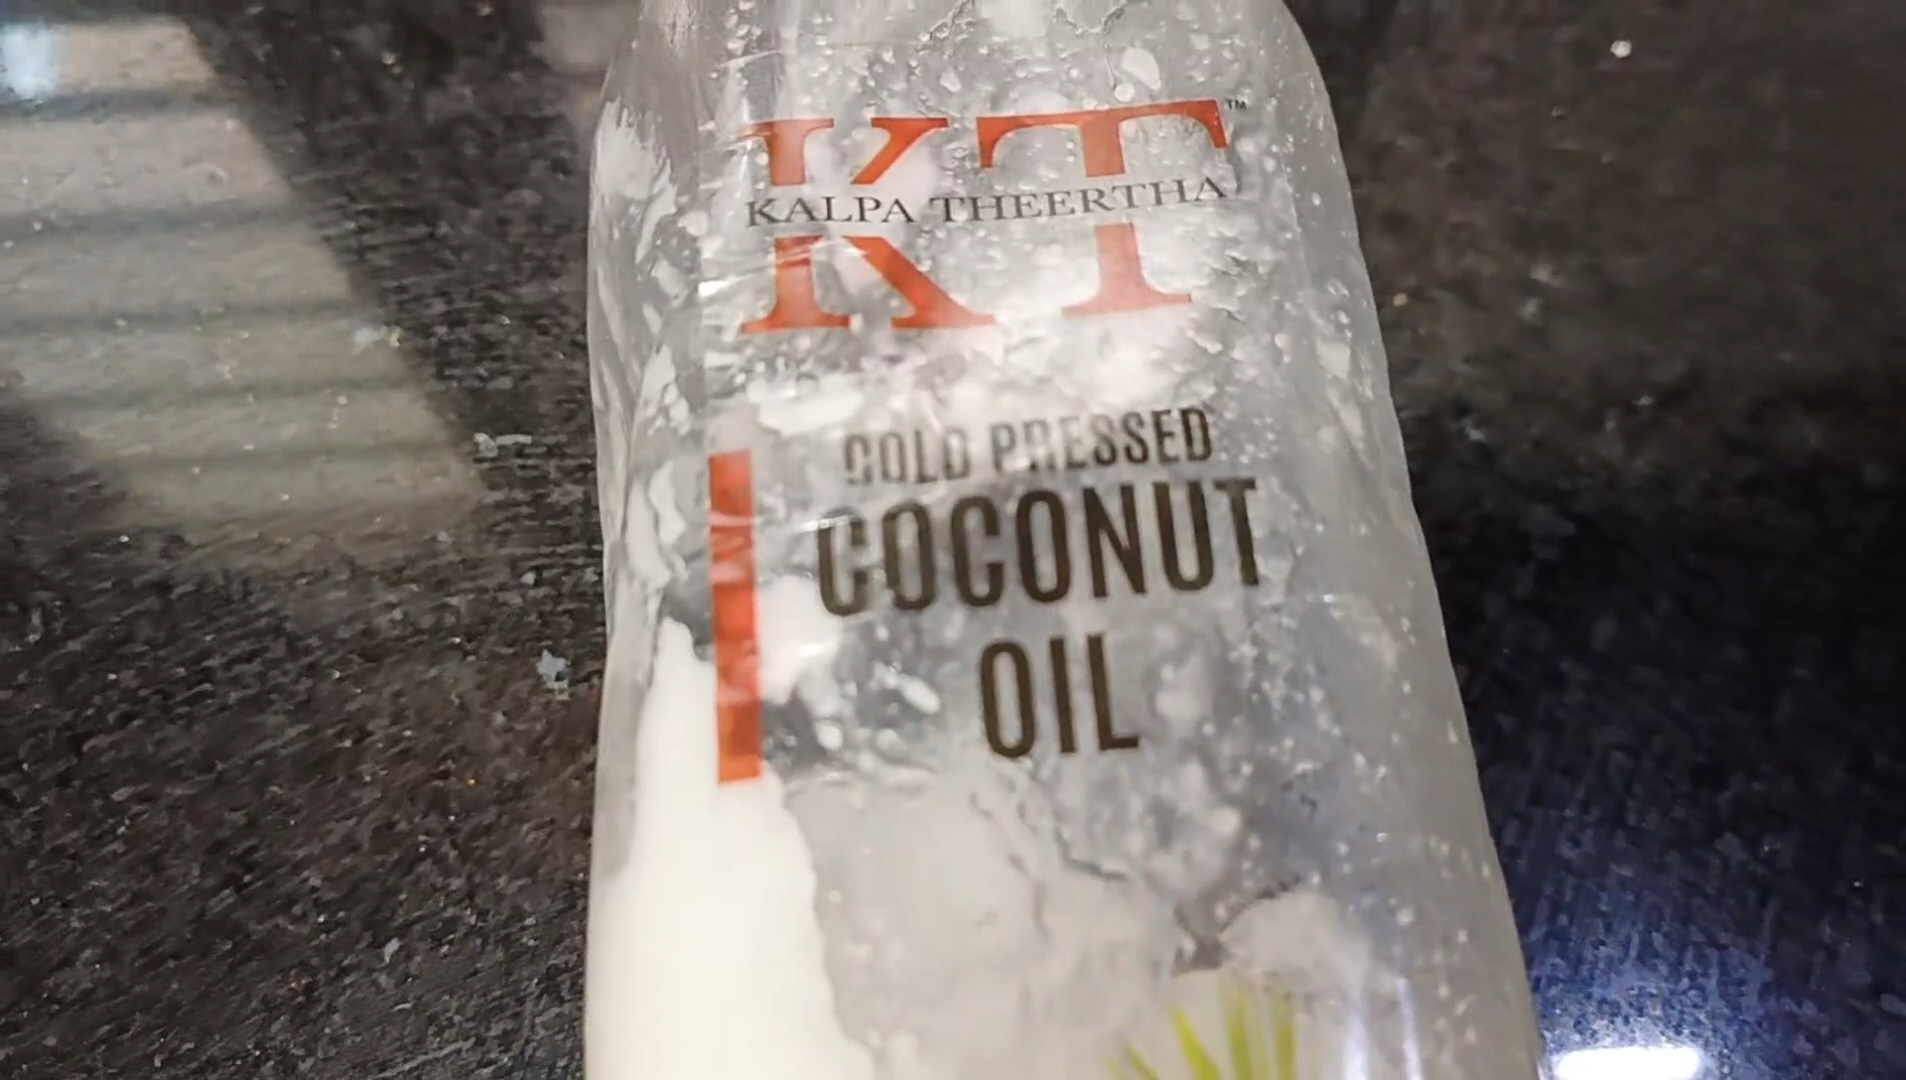 KT™
KALPA THEERTHA
COLD PRESSED
COCONUT
OIL